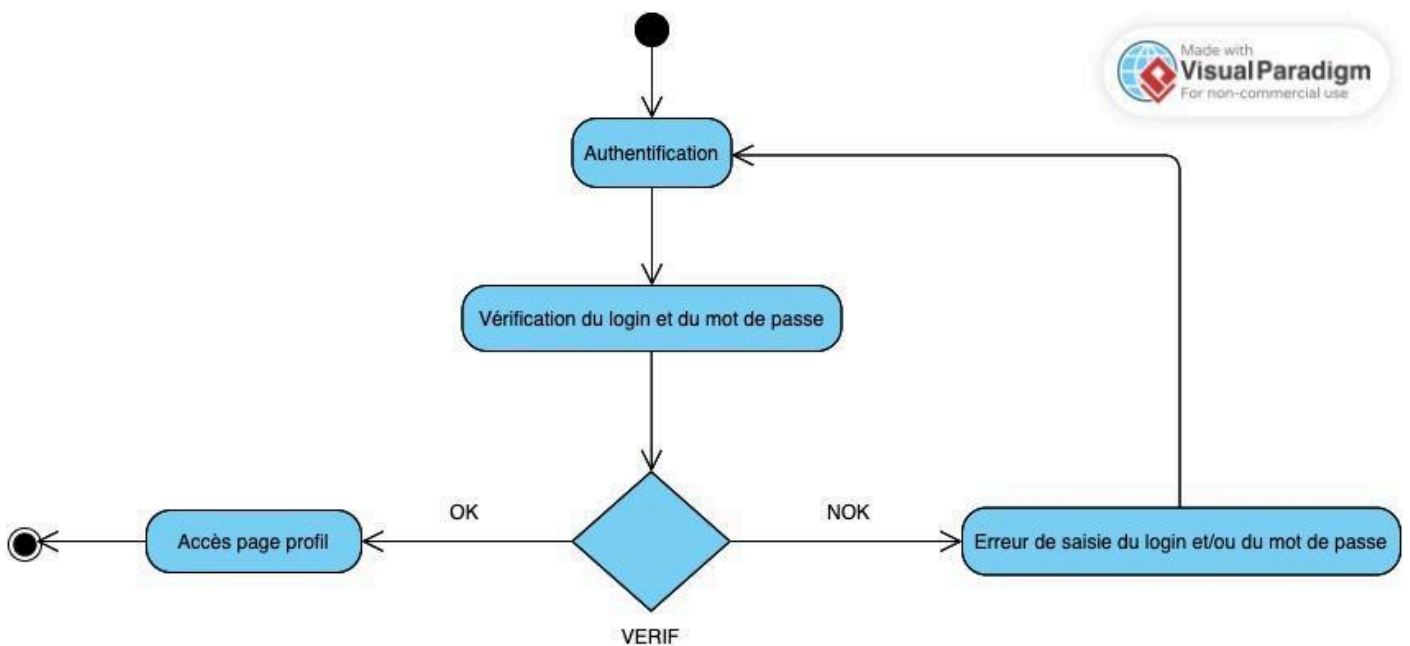 Made with
Visual Paradigm
For non-commercial use
Authentification
Vérification du login et du mot de passe
OK
NOK
Accès page profil
Erreur de saisie du login et/ou du mot de passe
VERIF